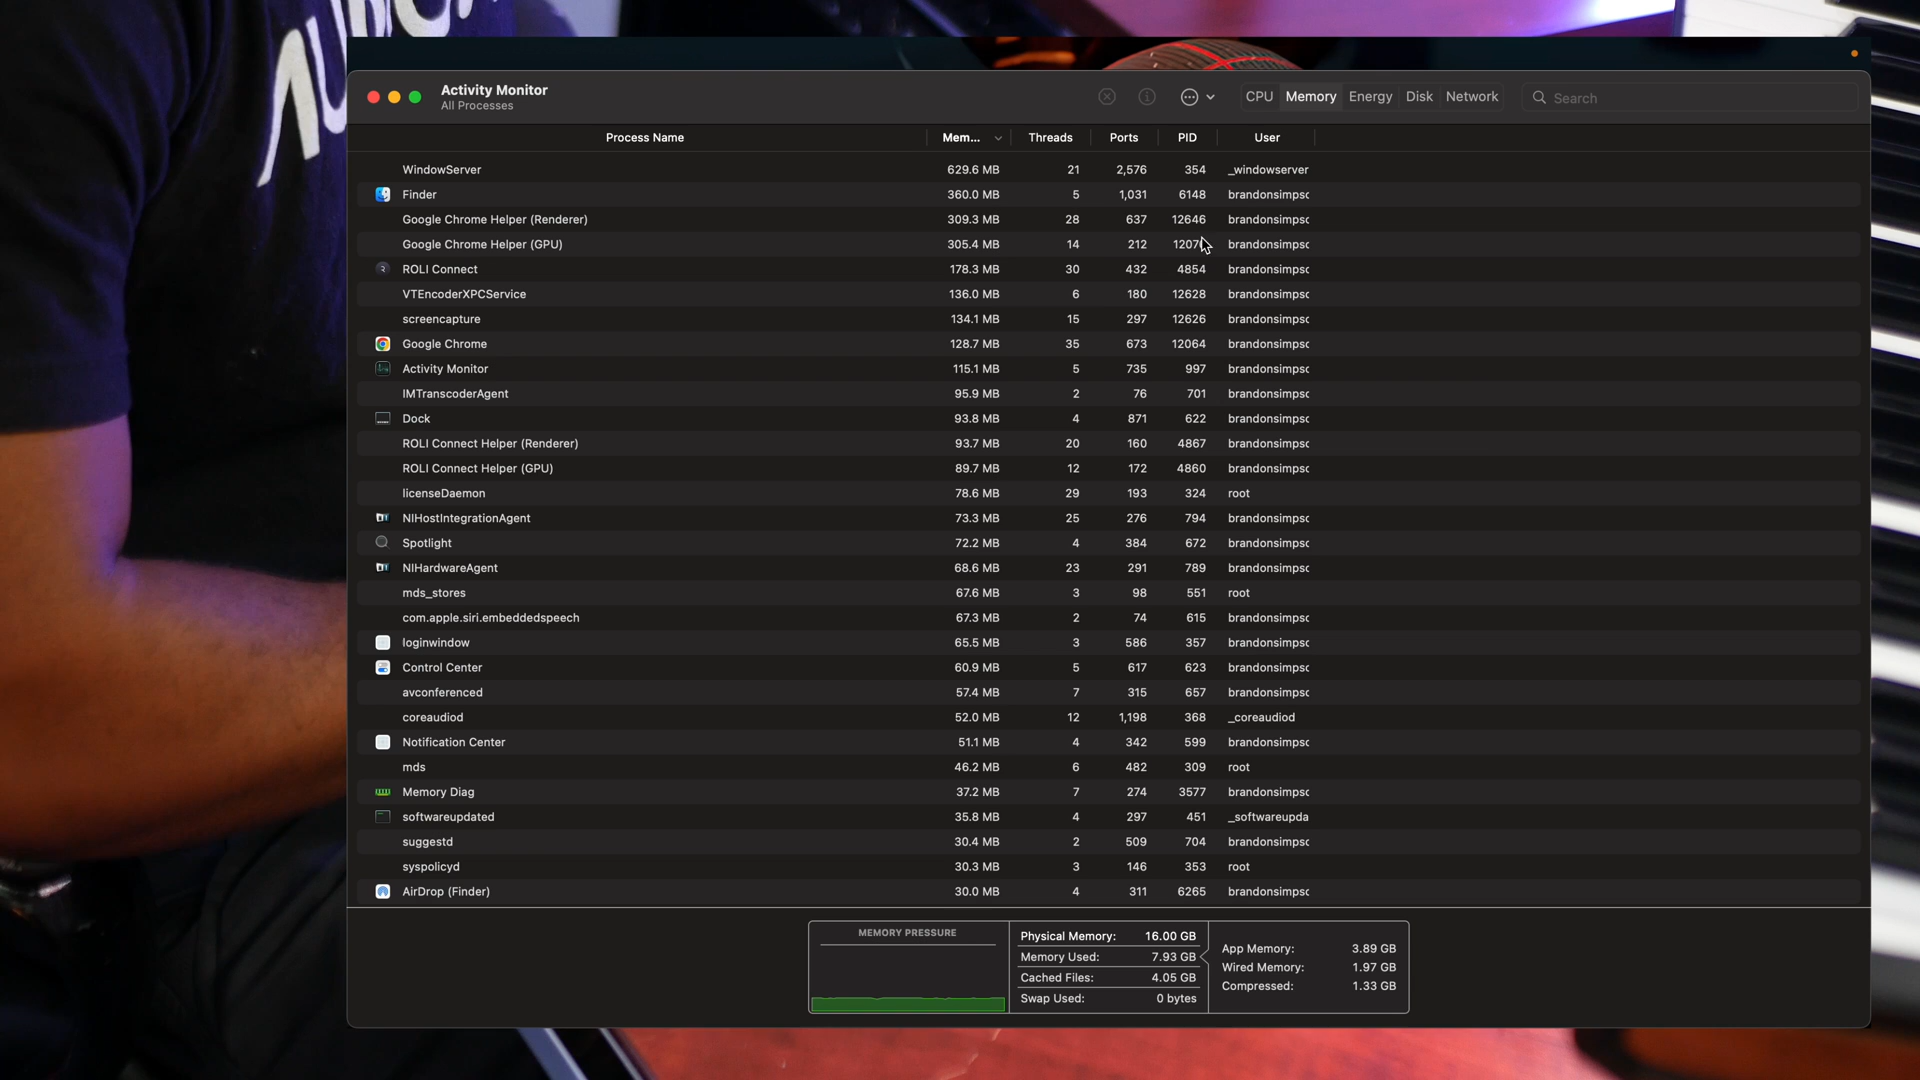 Activity Monitor
All Processes
CPU Memory Energy Disk Network Search
Process Name Mem... Threads Ports PID User
WindowServer 629.6 MB 21 2,576 354 _windowserver
Finder 360.0 MB 5 1,031 6148 brandonsimpsc
Google Chrome Helper (Renderer) 309.3 MB 28 637 12646 brandonsimpsc
Google Chrome Helper (GPU) 305.4 MB 14 212 brandonsimpsc
ROLI Connect 178.3 MB 30 432 4854 brandonsimpsc
VTEncoderXPCService 136.0 MB 6 180 12628 brandonsimpsc
screencapture 134.1 MB 15 297 12626 brandonsimpsc
Google Chrome 128.7 MB 35 673 12064 brandonsimpsc
Activity Monitor 115.1 MB 5 735 997 brandonsimpsc
IMTranscoderAgent 95.9 MB 2 76 701 brandonsimpsc
Dock 93.8 MB 4 871 622 brandonsimpsc
ROLI Connect Helper (Renderer) 93.7 MB 20 160 4867 brandonsimpsc
ROLI Connect Helper (GPU) 89.7 MB 12 172 4860 brandonsimpsc
licenseDaemon 78.6 MB 29 193 324 root
NIHostIntegrationAgent 73.3 MB 25 276 794 brandonsimpsc
Spotlight 72.2 MB 4 384 672 brandonsimpsc
NIHardwareAgent 68.6 MB 23 291 789 brandonsimpsc
mds_stores 67.6 MB 3 98 551 root
com.apple.siri.embeddedspeech 67.3 MB 2 74 615 brandonsimpsc
loginwindow 65.5 MB 3 586 357 brandonsimpsc
Control Center 60.9 MB 5 617 623 brandonsimpsc
avconferenced 57.4 MB 7 315 657 brandonsimpsc
coreaudiod 52.0 MB 12 1,198 368 _coreaudiod
Notification Center 51.1 MB 4 342 599 brandonsimpsc
mds 46.2 MB 6 482 309 root
Memory Diag 37.2 MB 7 274 3577 brandonsimpsc
softwareupdated 35.8 MB 4 297 451 _softwareupda
suggestd 30.4 MB 2 509 704 brandonsimpsc
syspolicyd 30.3 MB 3 146 353 root
AirDrop (Finder) 30.0 MB 4 311 6265 brandonsimpsc
MEMORY PRESSURE
Physical Memory: 16.00 GB
Memory Used: 7.93 GB
Cached Files: 4.05 GB
Swap Used: 0 bytes
App Memory: 3.89 GB
Wired Memory: 1.97 GB
Compressed: 1.33 GB